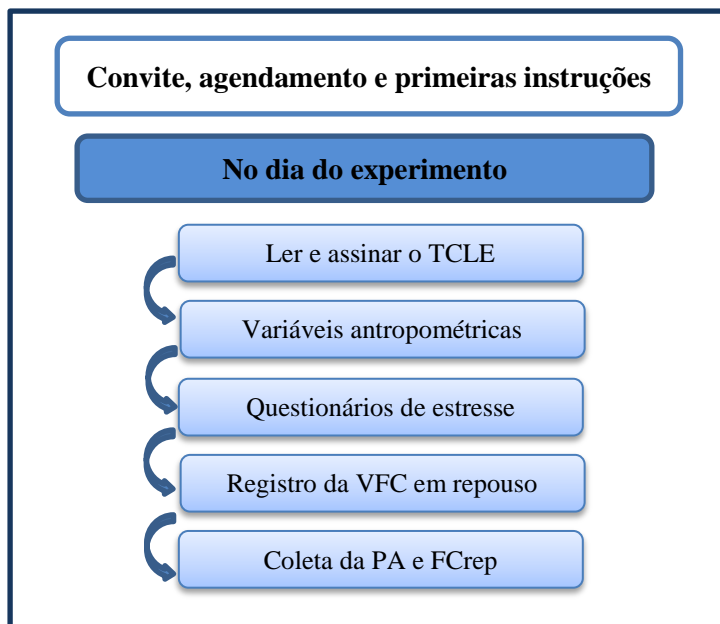 Convite, agendamento e primeiras instruções
No dia do experimento
Ler e assinar o TCLE
Variáveis antropométricas
Questionários de estresse
Registro da VFC em repouso
Coleta da PA e FCrep